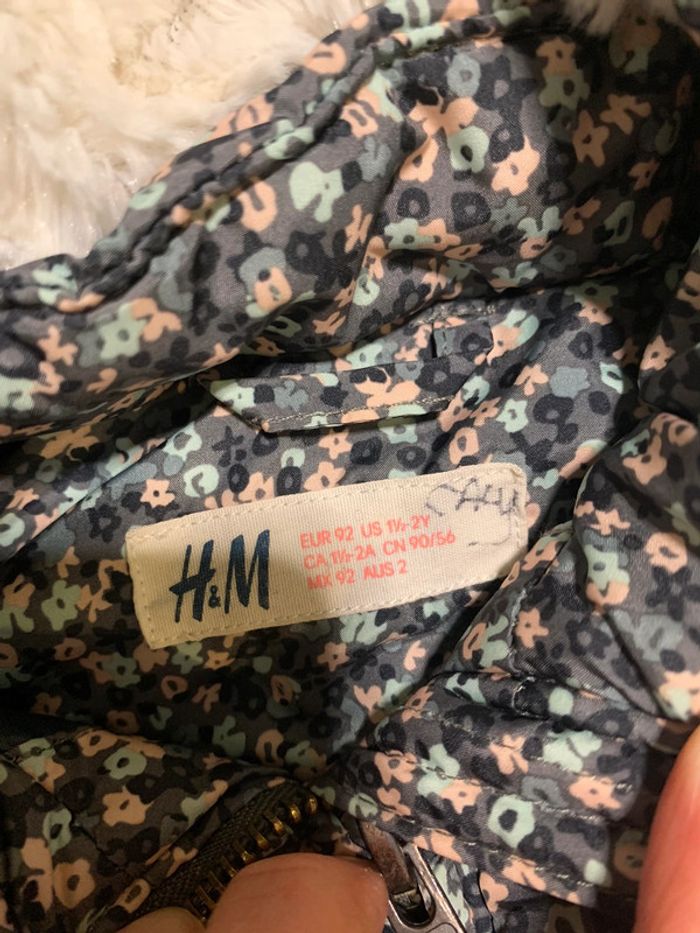 H&M
EUR 92 US 1½-2Y
CA 1½-2A CN 90/56
MX 92 AUS 2